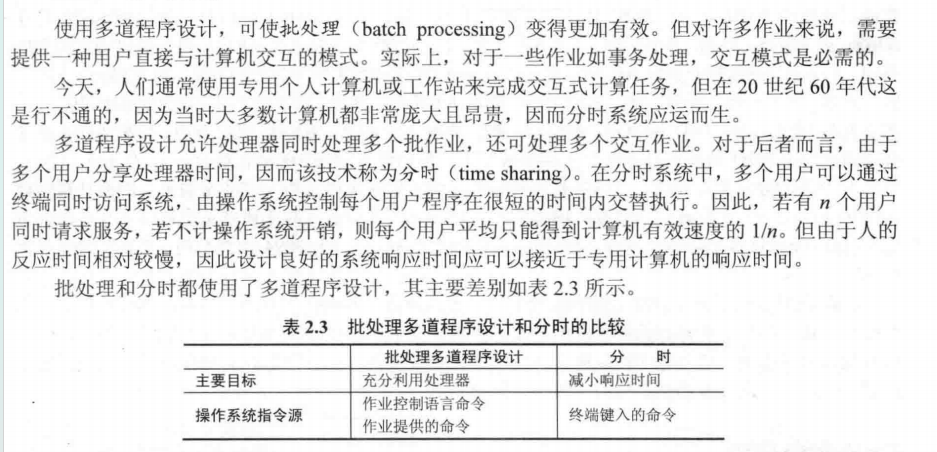 使用多道程序设计，可使批处理（batch processing）变得更加有效。但对许多作业来说，需要
提供一种用户直接与计算机交互的模式。实际上，对于一些作业如事务处理，交互模式是必需的。
今天，人们通常使用专用个人计算机或工作站来完成交互式计算任务，但在 20 世纪 60 年代这
是行不通的，因为当时大多数计算机都非常庞大且昂贵，因而分时系统应运而生。
多道程序设计允许处理器同时处理多个批作业，还可处理多个交互作业。对于后者而言，由于
多个用户分享处理器时间，因而该技术称为分时（time sharing）。在分时系统中，多个用户可以通过
终端同时访问系统，由操作系统控制每个用户程序在很短的时间内交替执行。因此，若有 n 个用户
同时请求服务，若不计操作系统开销，则每个用户平均只能得到计算机有效速度的 1/n。但由于人的
反应时间相对较慢，因此设计良好的系统响应时间应可以接近于专用计算机的响应时间。
批处理和分时都使用了多道程序设计，其主要差别如表 2.3 所示。
表 2.3 批处理多道程序设计和分时的比较
批处理多道程序设计 分 时
主要目标 充分利用处理器 减小响应时间
操作系统指令源 作业控制语言命令 终端键入的命令
作业提供的命令